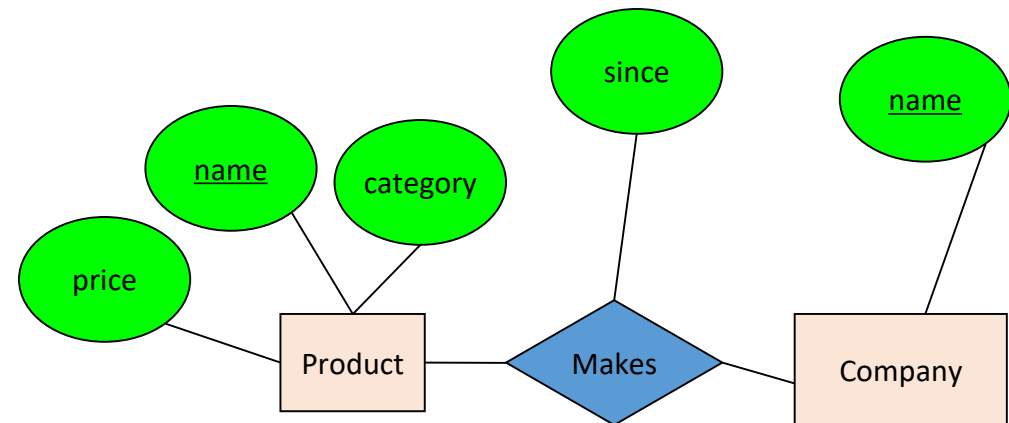 since
name
name
category
price
Product
Makes
Company